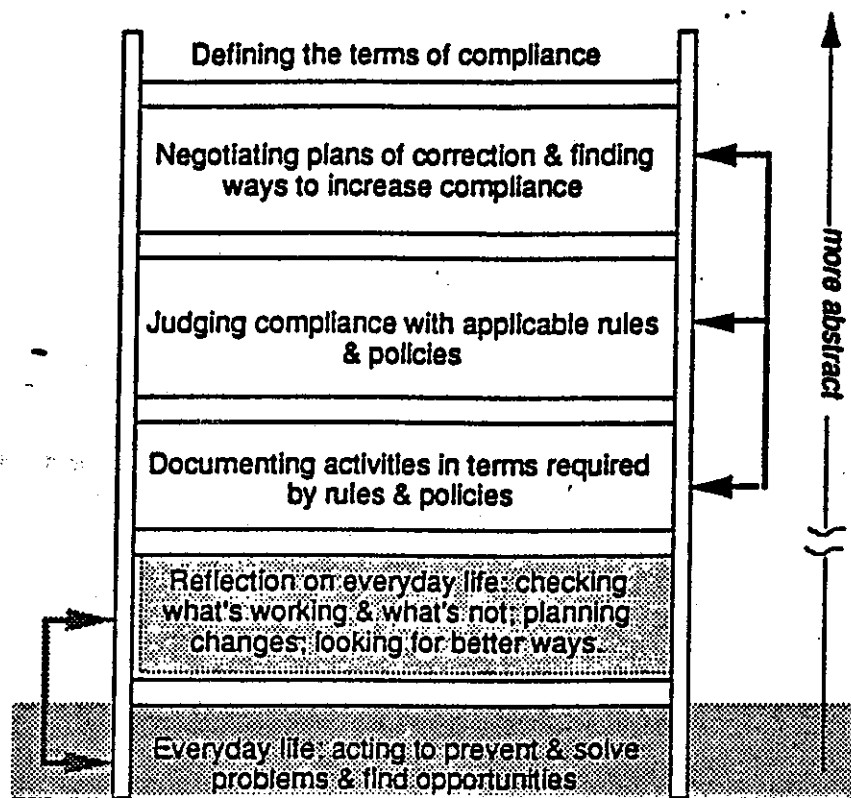 Defining the terms of compliance
Negotiating plans of correction & finding
ways to increase compliance
Judging compliance with applicable rules
& policies
Documenting activities in terms required
by rules & policies
Reflection on everyday life: checking
what's working & what's not; planning
changes; looking for better ways.
Everyday life; acting to prevent & solve
problems & find opportunities
more abstract